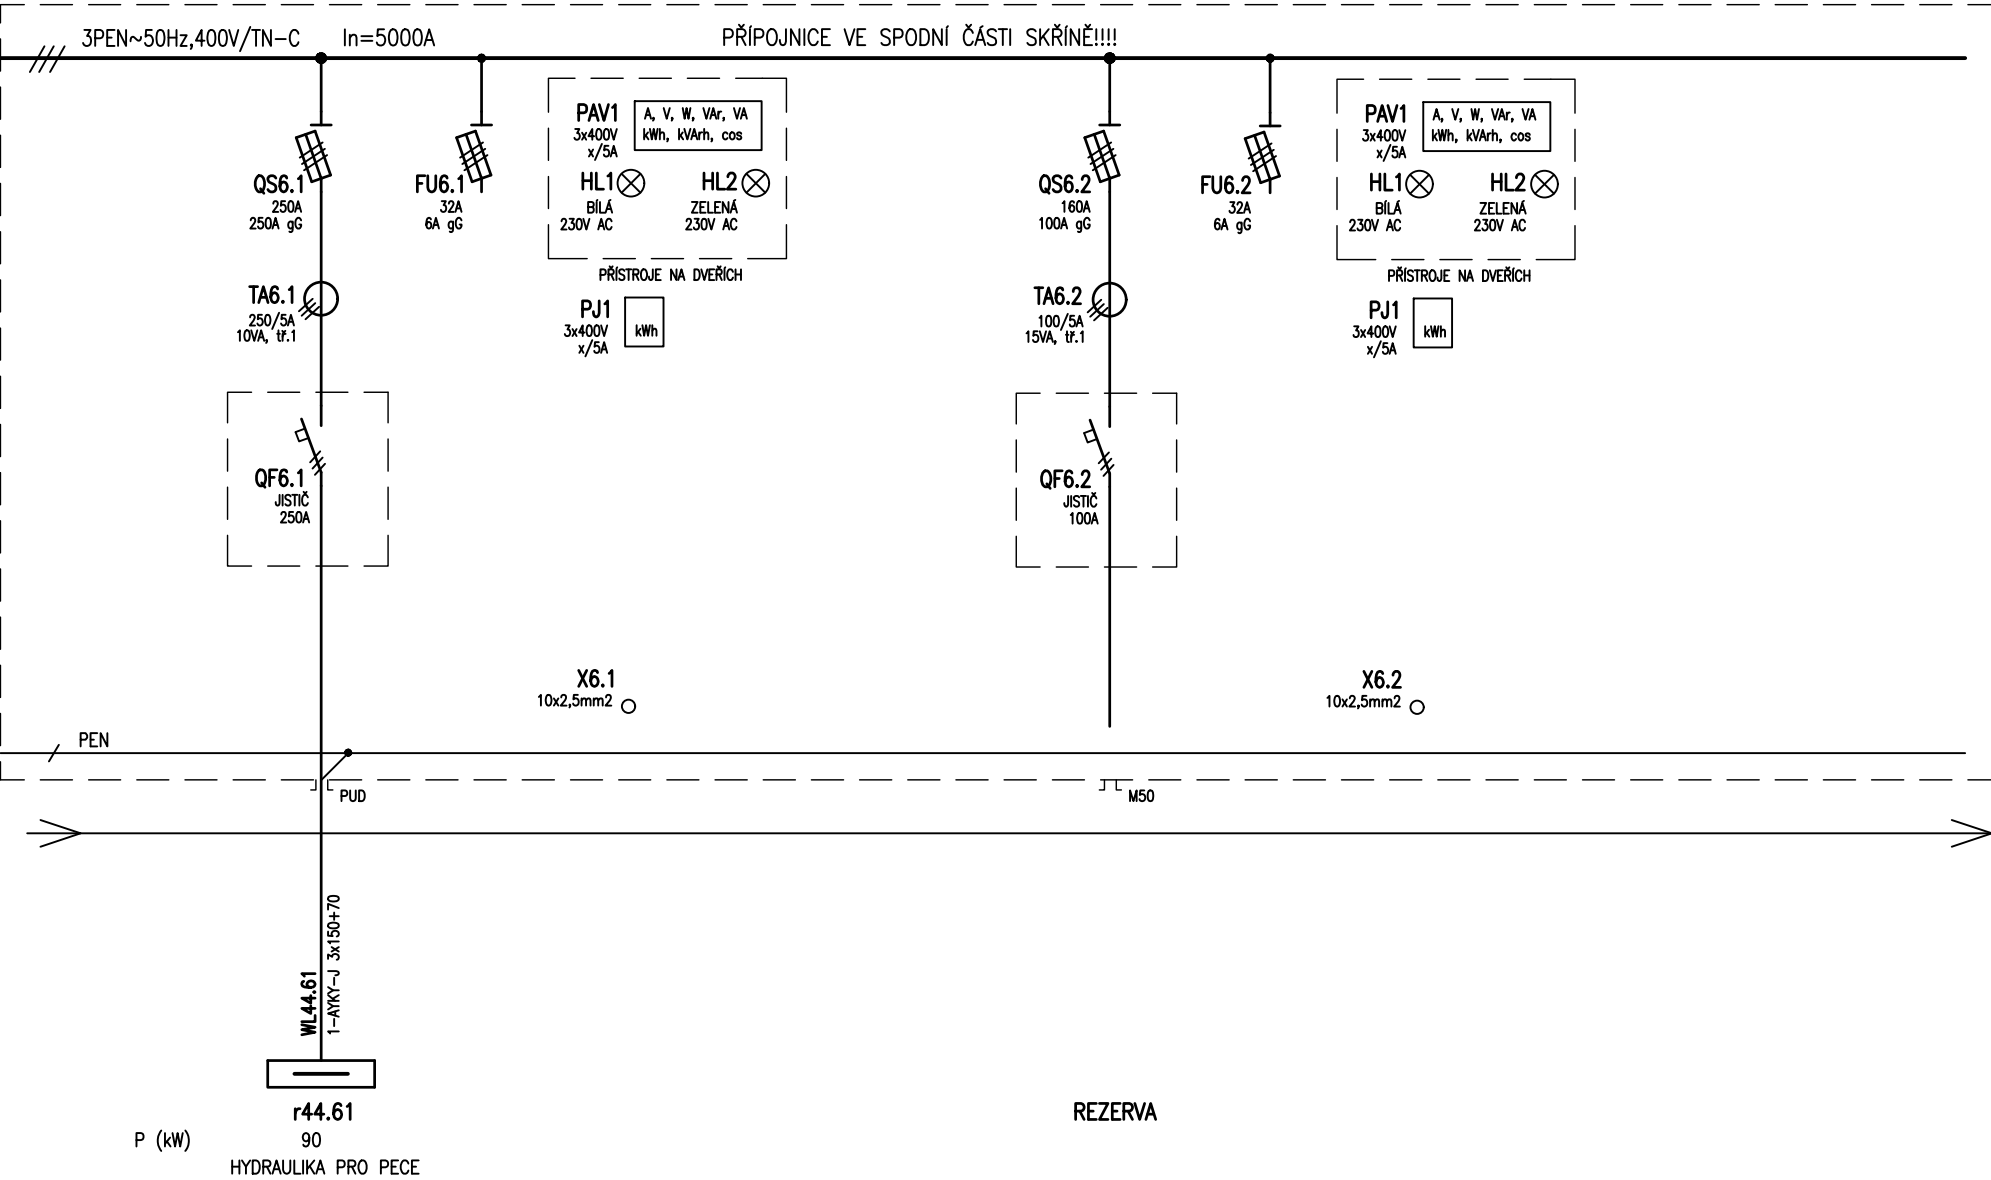 3PEN~50Hz,400V/TN-C In=5000A PŘÍPOJNICE VE SPODNÍ ČÁSTI SKŘÍNĚ!!!!
QS6.1
250A
250A gG
FU6.1
32A
6A gG
PAV1
3x400V
x/5A
A, V, W, VAr, VA
kWh, kVArh, cos
HL1
BÍLÁ
230V AC
HL2
ZELENÁ
230V AC
PŘÍSTROJE NA DVEŘÍCH
TA6.1
250/5A
10VA, tř.1
PJ1
3x400V
x/5A
kWh
QF6.1
JISTIČ
250A
X6.1
10x2,5mm2
QS6.2
160A
100A gG
FU6.2
32A
6A gG
PAV1
3x400V
x/5A
A, V, W, VAr, VA
kWh, kVArh, cos
HL1
BÍLÁ
230V AC
HL2
ZELENÁ
230V AC
PŘÍSTROJE NA DVEŘÍCH
TA6.2
100/5A
15VA, tř.1
PJ1
3x400V
x/5A
kWh
QF6.2
JISTIČ
100A
X6.2
10x2,5mm2
PEN
PUD
M50
WL44.61
1-AYKY-J 3x150+70
r44.61
P (kW) 90
HYDRAULIKA PRO PECE
REZERVA